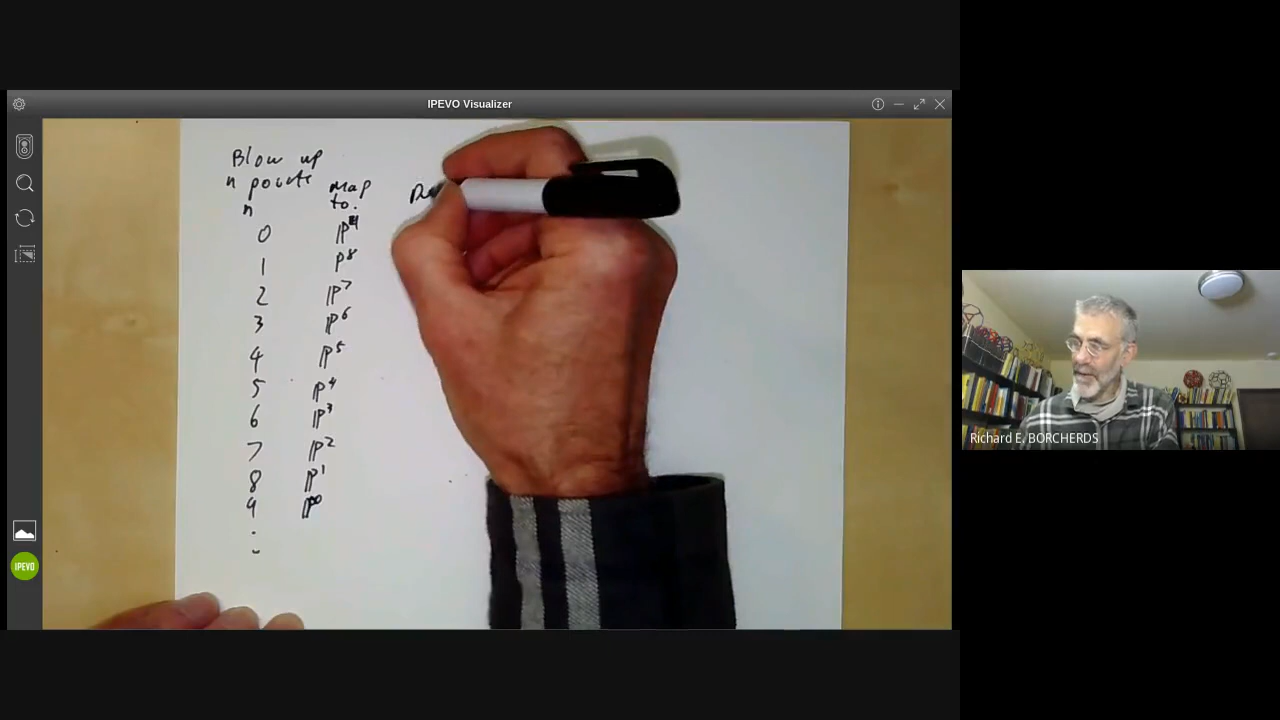 IPEVO Visualizer
Blow up
n points map
n to.
0
1 P⁸
2 P⁷
3 P⁶
4 P⁵
5 P⁴
6 P³
7 P²
8 P¹
9 P⁰
IPEVO
Richard E. BORCHERDS